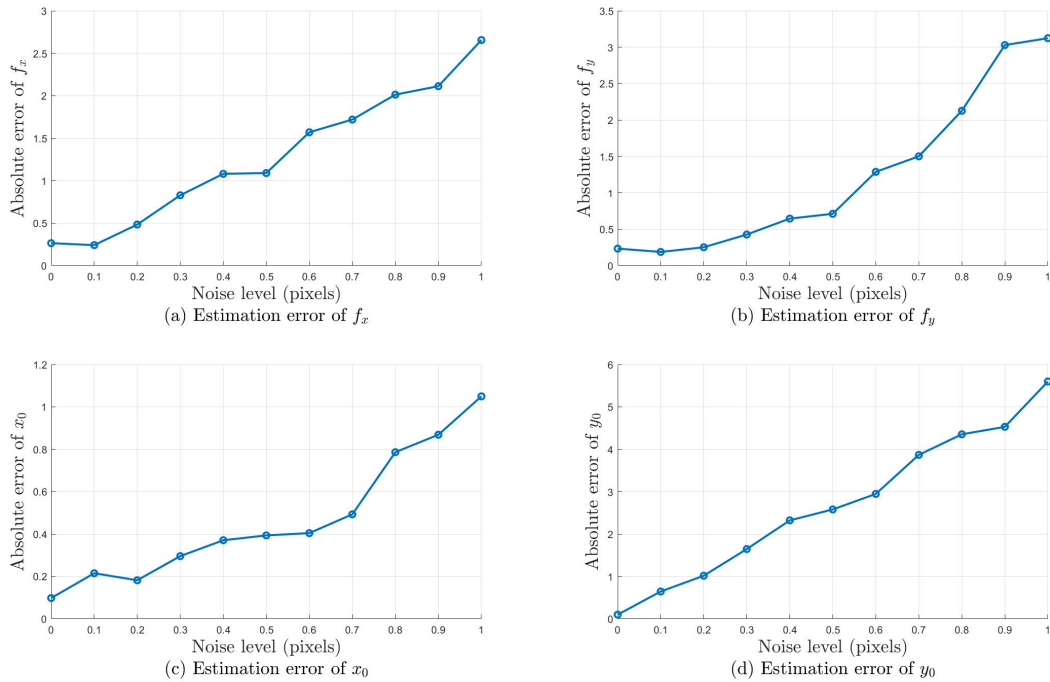 3
2.5
2
1.5
1
0.5
0
Absolute error of fx
0 0.1 0.2 0.3 0.4 0.5 0.6 0.7 0.8 0.9 1
Noise level (pixels)
(a) Estimation error of fx
3.5
3
2.5
2
1.5
1
0.5
0
Absolute error of fy
0 0.1 0.2 0.3 0.4 0.5 0.6 0.7 0.8 0.9 1
Noise level (pixels)
(b) Estimation error of fy
1.2
1
0.8
0.6
0.4
0.2
0
Absolute error of x0
0 0.1 0.2 0.3 0.4 0.5 0.6 0.7 0.8 0.9 1
Noise level (pixels)
(c) Estimation error of x0
6
5
4
3
2
1
0
Absolute error of y0
0 0.1 0.2 0.3 0.4 0.5 0.6 0.7 0.8 0.9 1
Noise level (pixels)
(d) Estimation error of y0